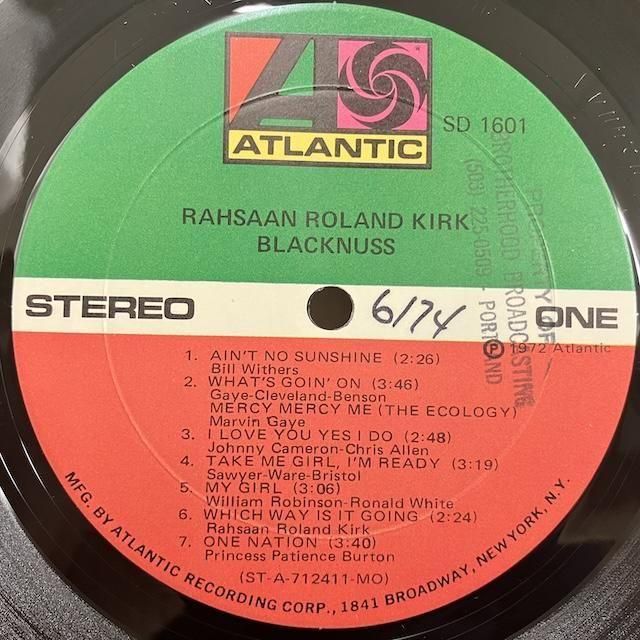 ATLANTIC
SD 1601
RAHSAAN ROLAND KIRK
BLACKNUSS
PROPERTY OF
BROTHERHOOD BROADCASTING
(503) 225-0509 - PORTLAND
STEREO
6/74
ONE
℗ 1972 Atlantic
1. AIN'T NO SUNSHINE (2:26)
Bill Withers
2. WHAT'S GOIN' ON (3:46)
Gaye-Cleveland-Benson
MERCY MERCY ME (THE ECOLOGY)
Marvin Gaye
3. I LOVE YOU YES I DO (2:48)
Johnny Cameron-Chris Allen
4. TAKE ME GIRL, I'M READY (3:19)
Sawyer-Ware-Bristol
5. MY GIRL (3:06)
William Robinson-Ronald White
6. WHICH WAY IS IT GOING (2:24)
Rahsaan Roland Kirk
7. ONE NATION (3:40)
Princess Patience Burton
(ST-A-712411-MO)
MFG. BY ATLANTIC RECORDING CORP., 1841 BROADWAY, NEW YORK, N.Y.